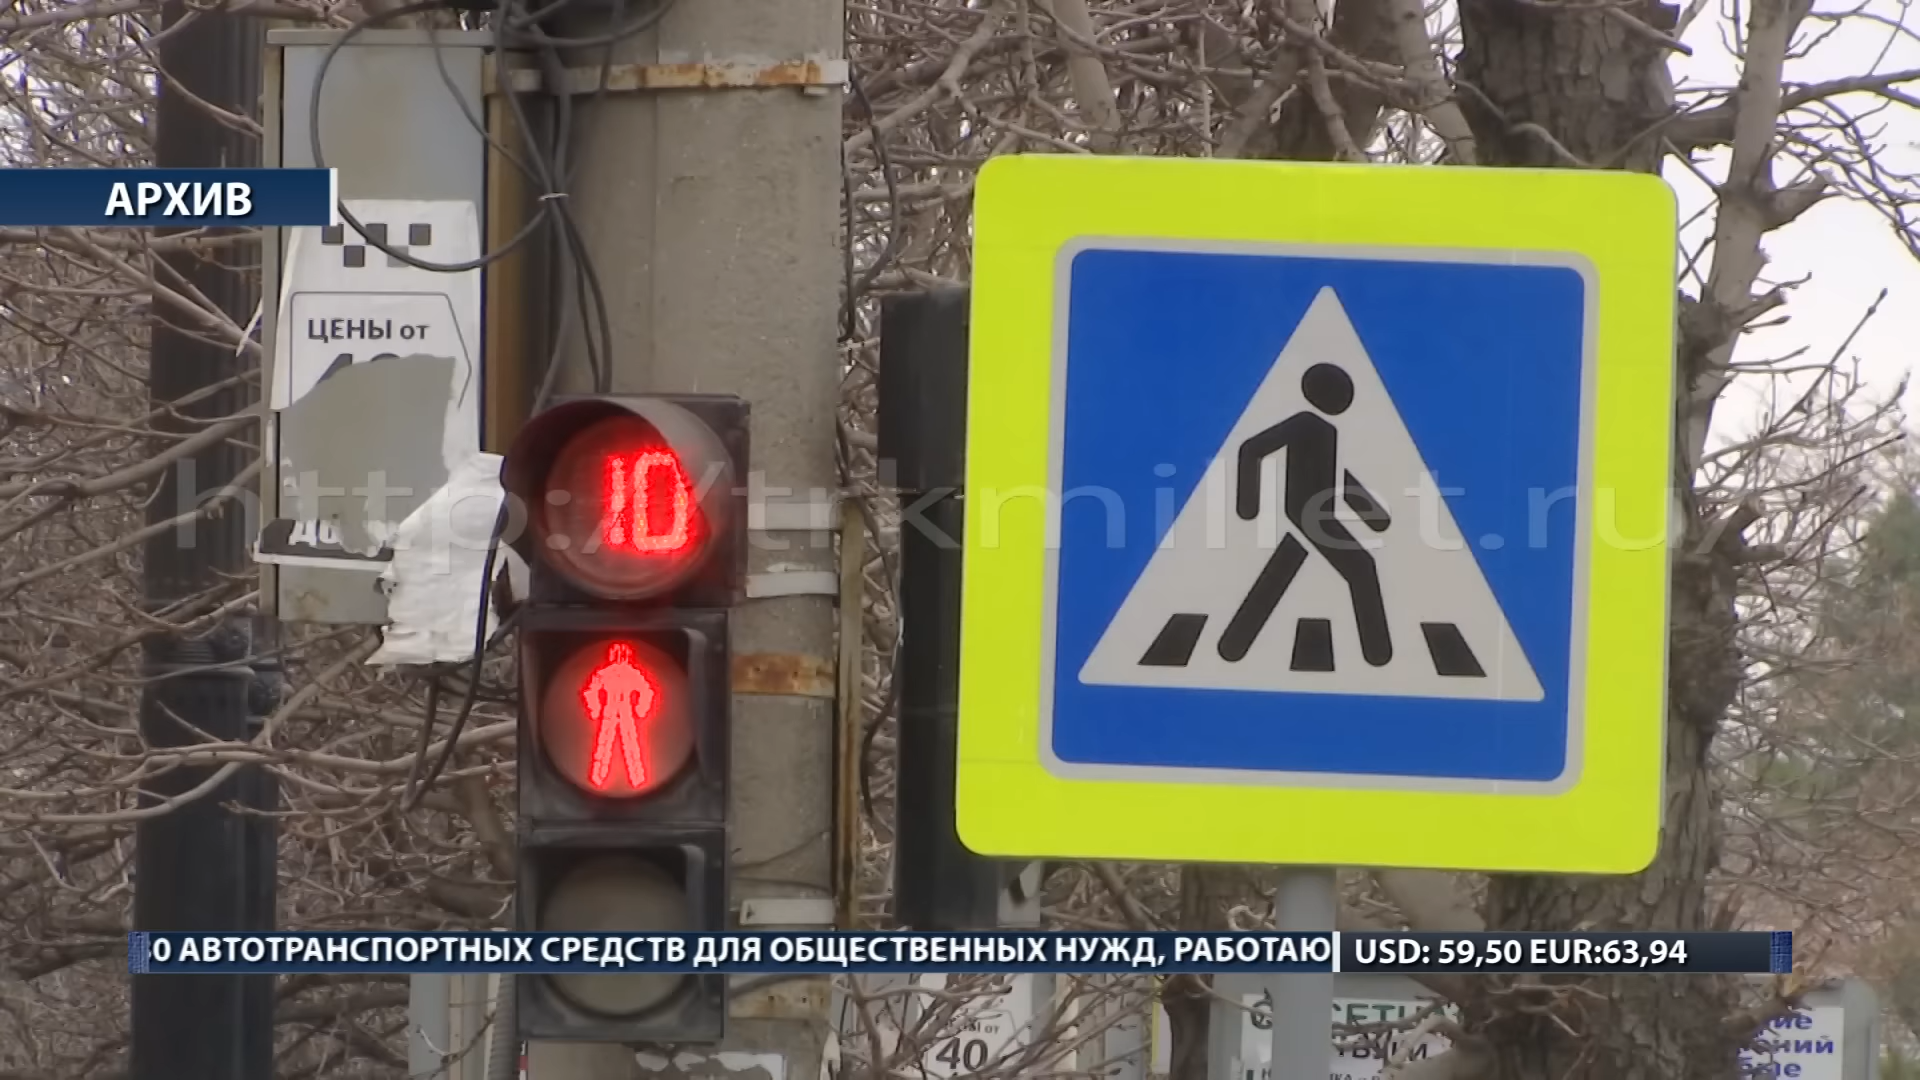 АРХИВ
ЦЕНЫ от
10
http://trkmillet.ru/
0 АВТОТРАНСПОРТНЫХ СРЕДСТВ ДЛЯ ОБЩЕСТВЕННЫХ НУЖД, РАБОТАЮ
USD: 59,50 EUR:63,94
40